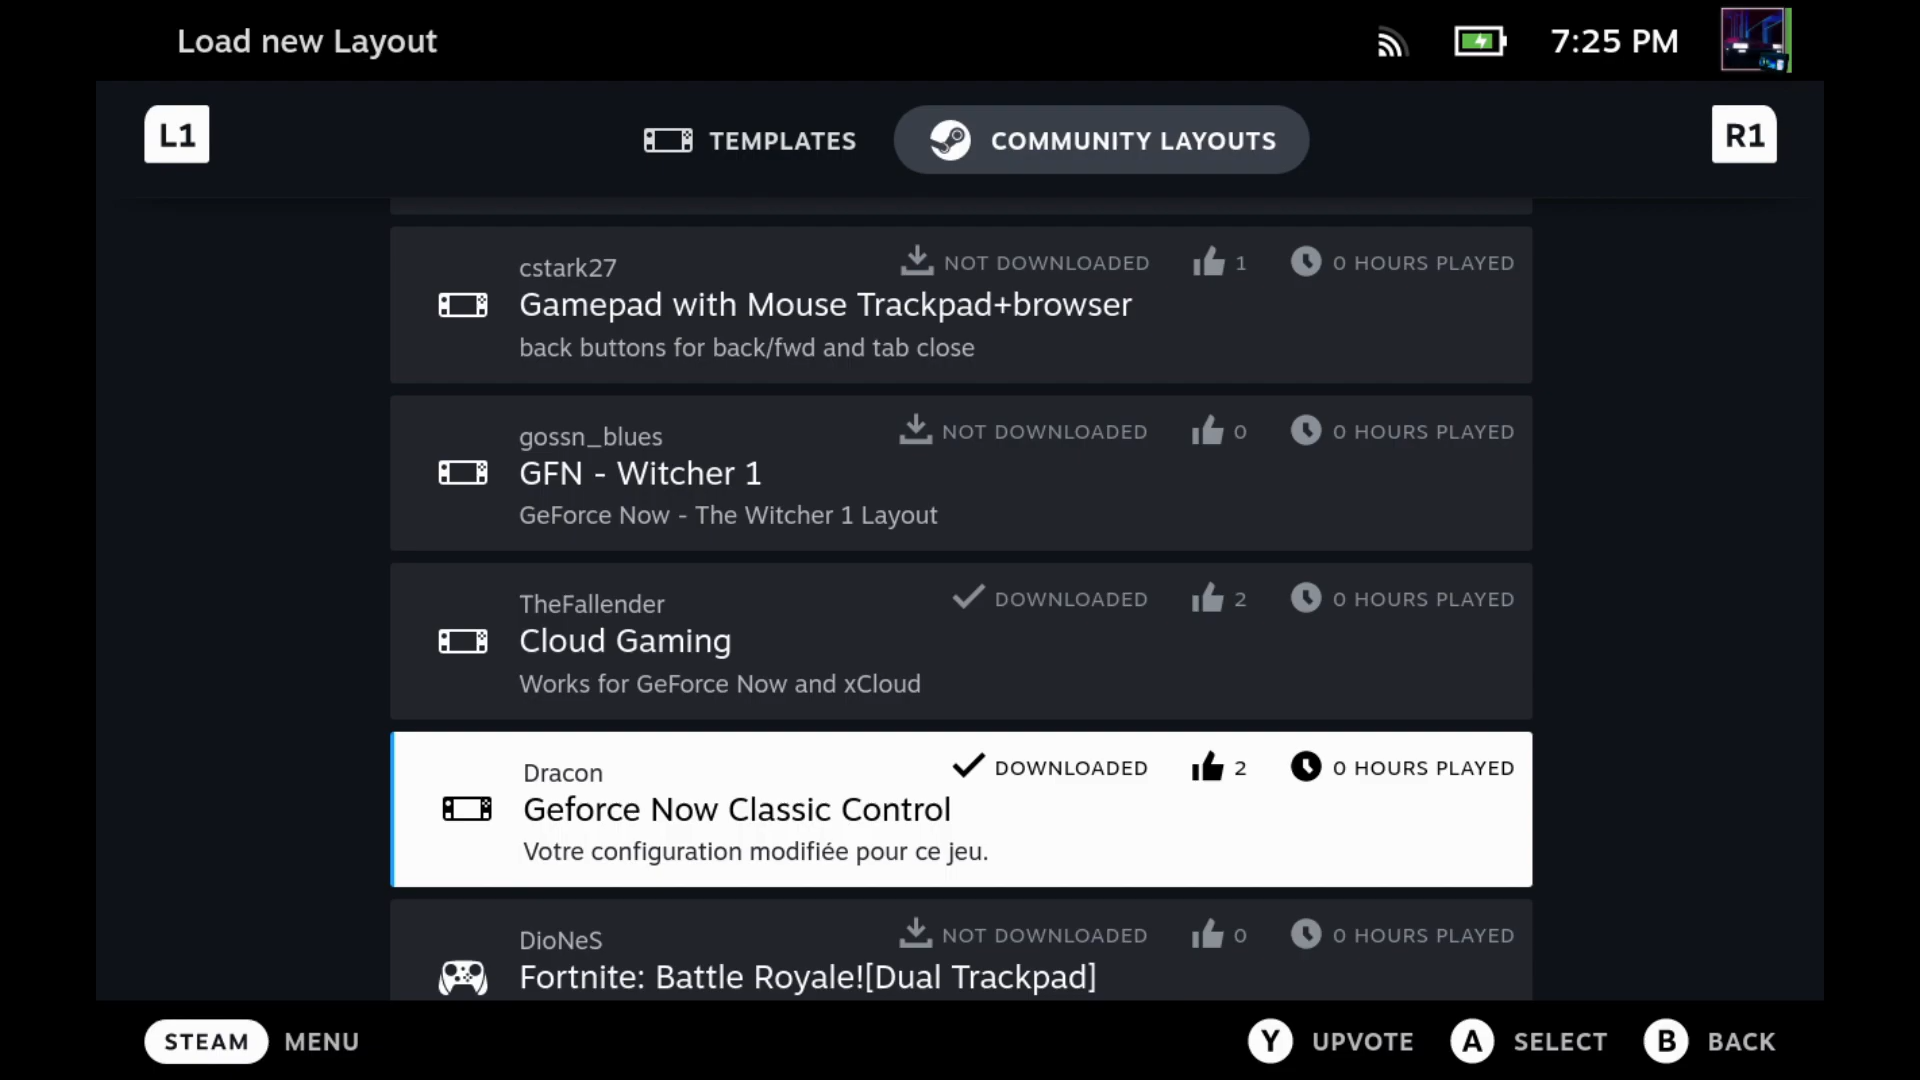 Load new Layout
7:25 PM
L1
TEMPLATES
COMMUNITY LAYOUTS
R1
cstark27
NOT DOWNLOADED
1
0 HOURS PLAYED
Gamepad with Mouse Trackpad+browser
back buttons for back/fwd and tab close
gossn_blues
NOT DOWNLOADED
0
0 HOURS PLAYED
GFN - Witcher 1
GeForce Now - The Witcher 1 Layout
TheFallender
DOWNLOADED
2
0 HOURS PLAYED
Cloud Gaming
Works for GeForce Now and xCloud
Dracon
DOWNLOADED
2
0 HOURS PLAYED
Geforce Now Classic Control
Votre configuration modifiée pour ce jeu.
DioNeS
NOT DOWNLOADED
0
0 HOURS PLAYED
Fortnite: Battle Royale![Dual Trackpad]
STEAM MENU
Y UPVOTE
A SELECT
B BACK